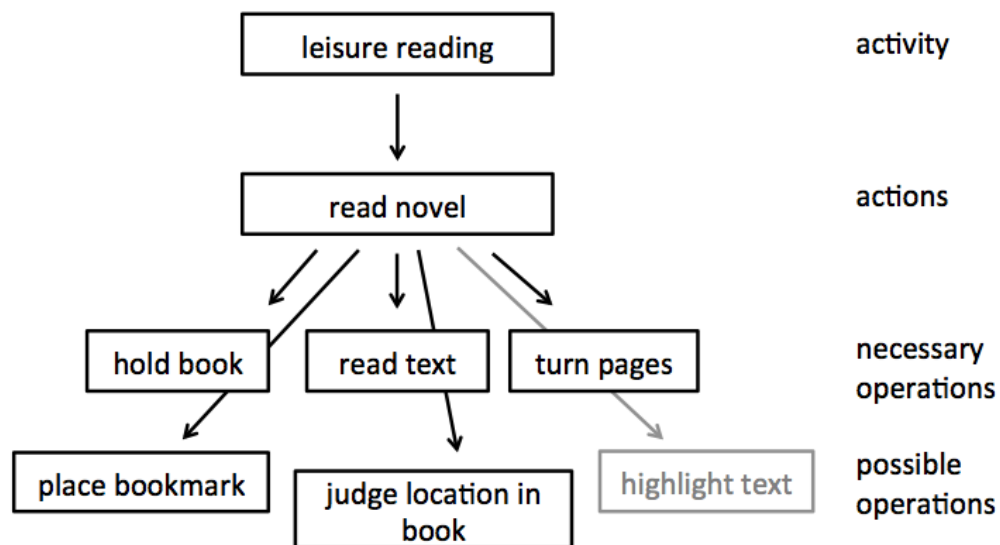 leisure reading
activity
read novel
actions
hold book
read text
turn pages
necessary
operations
place bookmark
judge location in
book
highlight text
possible
operations